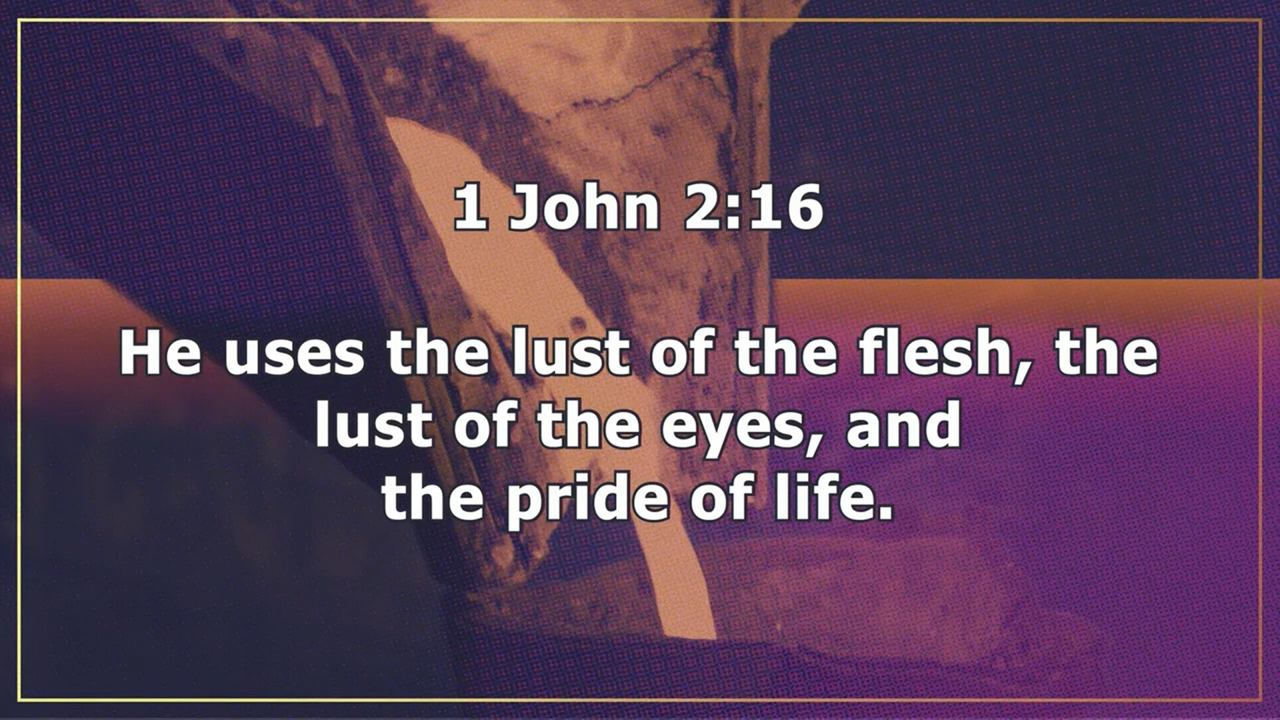 1 John 2:16
He uses the lust of the flesh, the
lust of the eyes, and
the pride of life.